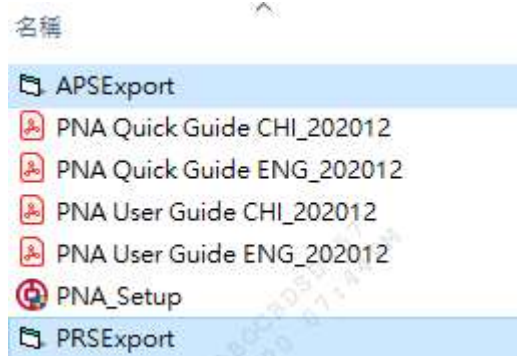 名稱
APSExport
PNA Quick Guide CHI_202012
PNA Quick Guide ENG_202012
PNA User Guide CHI_202012
PNA User Guide ENG_202012
PNA_Setup
PRSExport